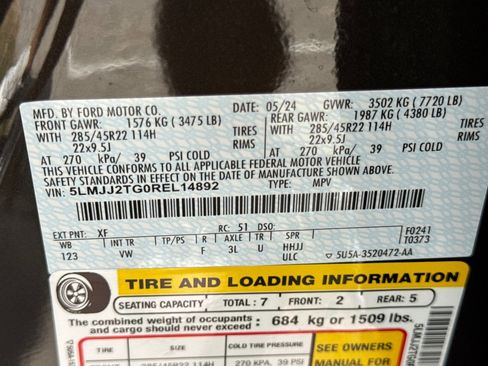 MFD. BY FORD MOTOR CO. DATE: 05/24 GVWR: 3502 KG ( 7720 LB)
FRONT GAWR: 1576 KG ( 3475 LB) REAR GAWR: 1987 KG ( 4380 LB)
WITH 285/45R22 114H TIRES WITH 285/45R22 114H TIRES
22x9.5J RIMS 22x9.5J RIMS
AT 270 kPa/ 39 PSI COLD AT 270 kPa/ 39 PSI COLD
THIS VEHICLE CONFORMS TO ALL APPLICABLE FEDERAL MOTOR VEHICLE
SAFETY STANDARDS IN EFFECT ON THE DATE OF MANUFACTURE SHOWN ABOVE.
VIN: 5LMJJ2TG0REL14892 TYPE: MPV
EXT PNT: XF RC: 51 DSO: F0241
WB INT TR TP/PS R AXLE TR U HHJJ T0373
123 VW F 3L U ULC 5U5A-3520472-AA
TIRE AND LOADING INFORMATION
SEATING CAPACITY TOTAL : 7 FRONT: 2 REAR: 5
The combined weight of occupants and cargo should never exceed : 684 kg or 1509 lbs.
TIRE SIZE COLD TIRE PRESSURE SEE OWNERS
285/45R22 114H 270 KPA, 39 PSI MANUAL FOR